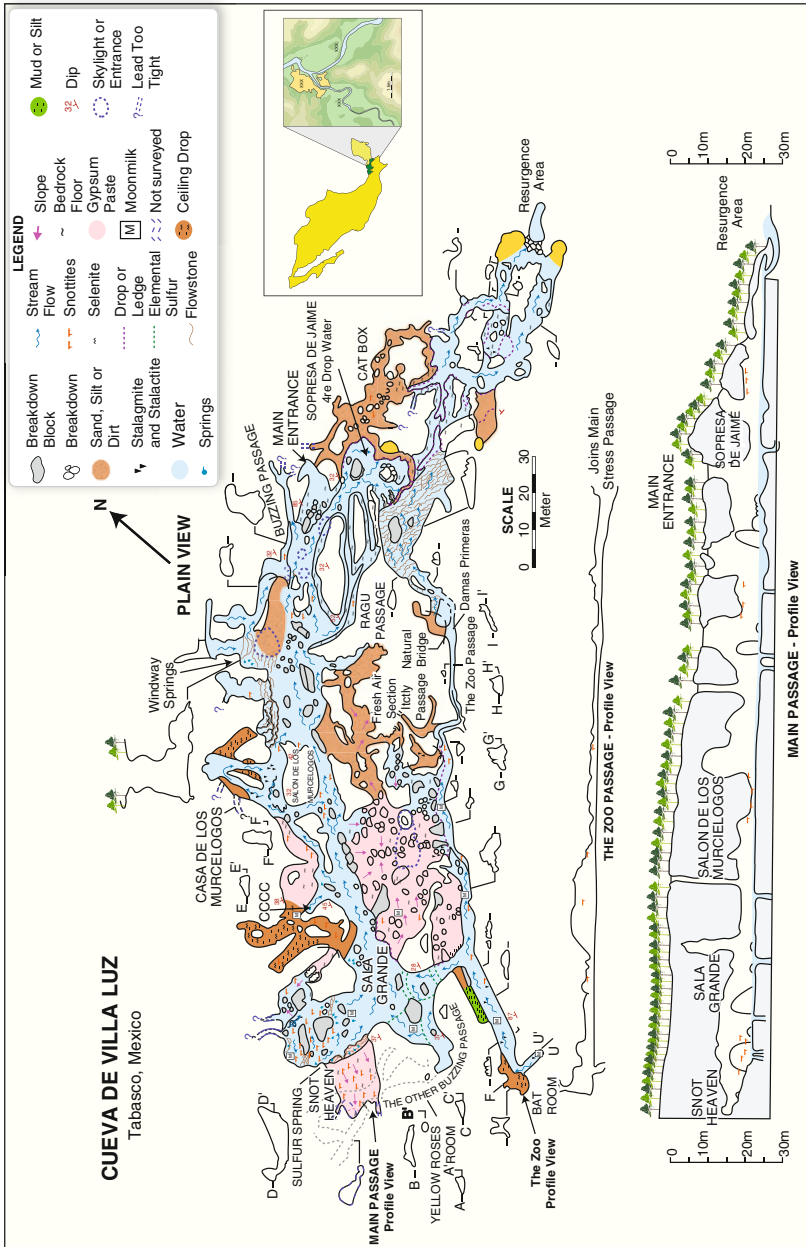 CUEVA DE VILLA LUZ
Tabasco, Mexico
PLAIN VIEW
N
LEGEND
Breakdown
Block
Breakdown
Sand, Silt or
Dirt
Stalagmite
and Stalactite
Water
Springs
Stream
Flow
Snottites
Selenite
Drop or
Ledge
Elemental
Sulfur
Flowstone
Slope
Bedrock
Floor
Gypsum
Paste
M
Moonmilk
Not surveyed
Ceiling Drop
Mud or Silt
32
Dip
Skylight or
Entrance
Lead Too
Tight
Windway
Springs
BUZZING PASSAGE
MAIN
ENTRANCE
SOPRESA DE JAIME
4re Drop Water
CAT BOX
Resurgence
Area
CASA DE LOS
MURCELOGOS
SALON DE LOS
MURCELOGOS
E
E'
F
F'
CCCC
SALA
GRANDE
D
D'
SULFUR SPRING
SNOT
HEAVEN
MAIN PASSAGE
Profile View
THE OTHER BUZZING PASSAGE
YELLOW ROSES
A'ROOM
A
B
B'
C
C'
O
F
BAT
ROOM
U
U'
The Zoo
Profile View
RAGU
PASSAGE
Fresh Air
Section
Itctly
Passage
Natural
Bridge
The Zoo Passage
Damas Primeras
G
G'
H
H'
I
I'
SCALE
0
10
20
30
Meter
Joins Main
Stress Passage
THE ZOO PASSAGE - Profile View
SNOT
HEAVEN
SALA
GRANDE
SALON DE LOS
MURCIELOGOS
MAIN
ENTRANCE
SOPRESA
DE JAIME
Resurgence
Area
0
10m
20m
30m
10m
20m
30m
MAIN PASSAGE - Profile View